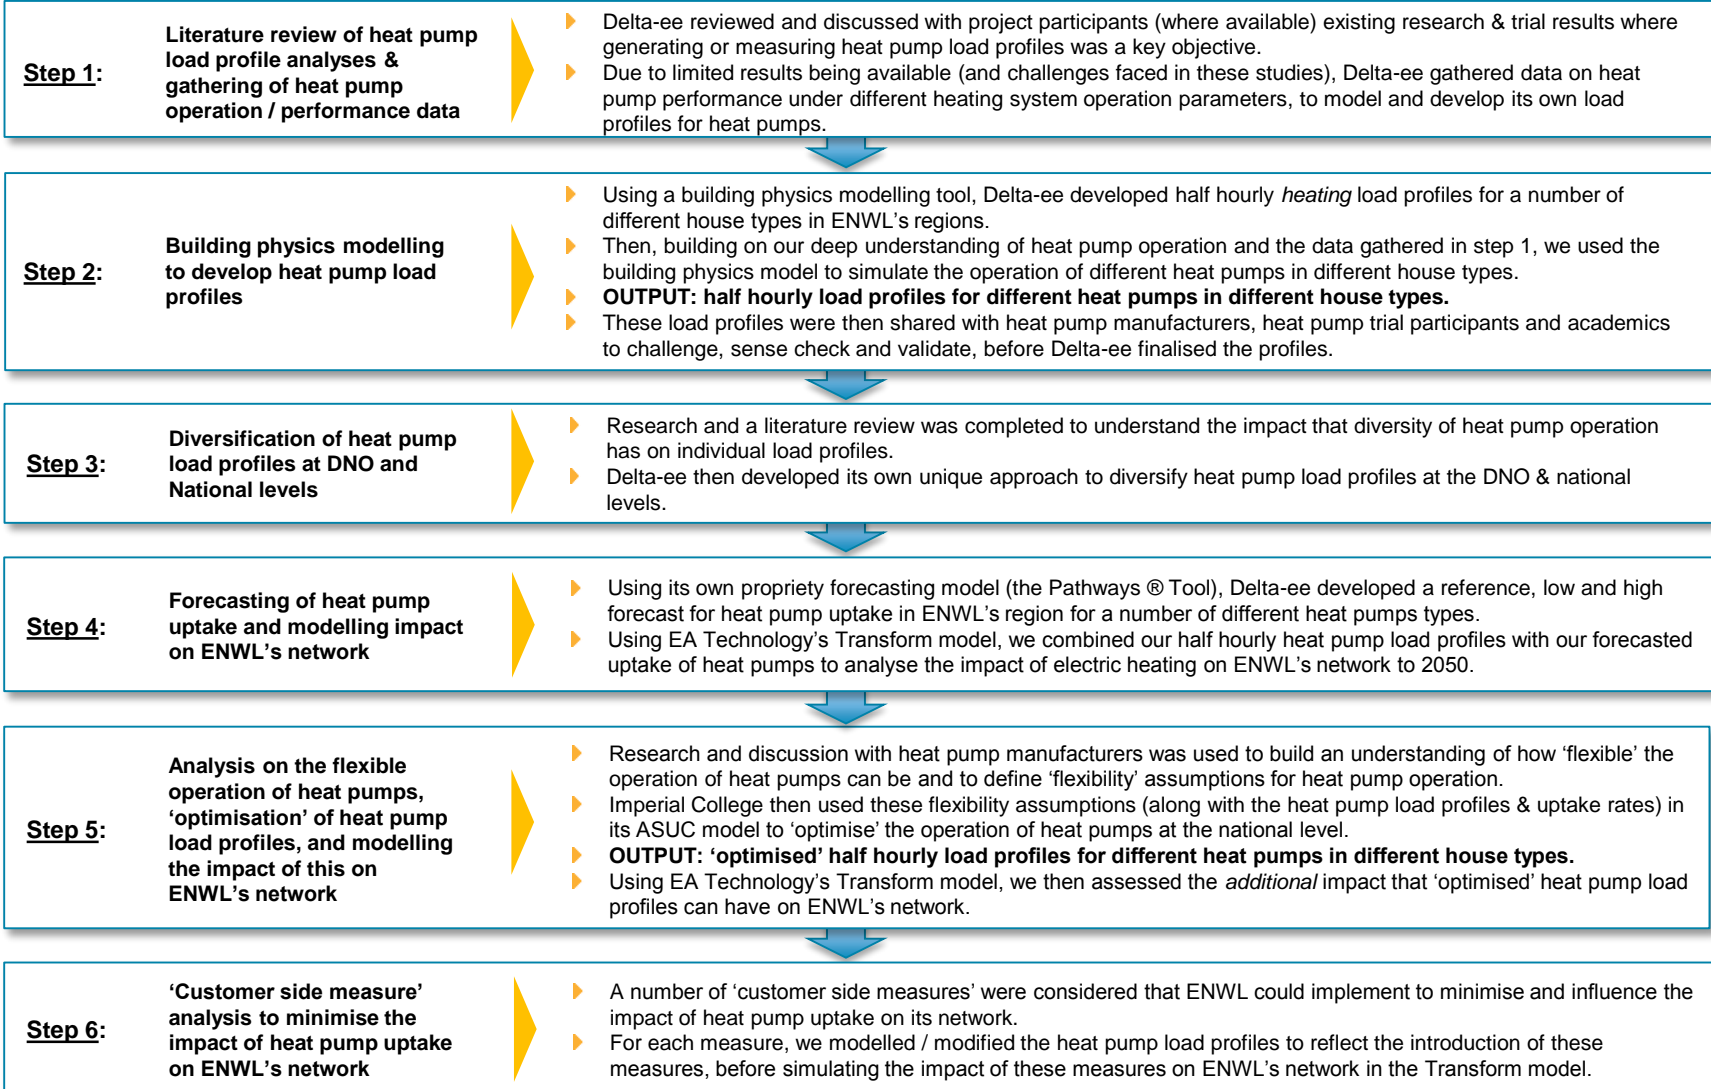 Step 1:
Literature review of heat pump
load profile analyses &
gathering of heat pump
operation / performance data
Delta-ee reviewed and discussed with project participants (where available) existing research & trial results where
generating or measuring heat pump load profiles was a key objective.
Due to limited results being available (and challenges faced in these studies), Delta-ee gathered data on heat
pump performance under different heating system operation parameters, to model and develop its own load
profiles for heat pumps.
Step 2:
Building physics modelling
to develop heat pump load
profiles
Using a building physics modelling tool, Delta-ee developed half hourly heating load profiles for a number of
different house types in ENWL’s regions.
Then, building on our deep understanding of heat pump operation and the data gathered in step 1, we used the
building physics model to simulate the operation of different heat pumps in different house types.
OUTPUT: half hourly load profiles for different heat pumps in different house types.
These load profiles were then shared with heat pump manufacturers, heat pump trial participants and academics
to challenge, sense check and validate, before Delta-ee finalised the profiles.
Step 3:
Diversification of heat pump
load profiles at DNO and
National levels
Research and a literature review was completed to understand the impact that diversity of heat pump operation
has on individual load profiles.
Delta-ee then developed its own unique approach to diversify heat pump load profiles at the DNO & national
levels.
Step 4:
Forecasting of heat pump
uptake and modelling impact
on ENWL’s network
Using its own propriety forecasting model (the Pathways ® Tool), Delta-ee developed a reference, low and high
forecast for heat pump uptake in ENWL’s region for a number of different heat pumps types.
Using EA Technology’s Transform model, we combined our half hourly heat pump load profiles with our forecasted
uptake of heat pumps to analyse the impact of electric heating on ENWL’s network to 2050.
Step 5:
Analysis on the flexible
operation of heat pumps,
‘optimisation’ of heat pump
load profiles, and modelling
the impact of this on
ENWL’s network
Research and discussion with heat pump manufacturers was used to build an understanding of how ‘flexible’ the
operation of heat pumps can be and to define ‘flexibility’ assumptions for heat pump operation.
Imperial College then used these flexibility assumptions (along with the heat pump load profiles & uptake rates) in
its ASUC model to ‘optimise’ the operation of heat pumps at the national level.
OUTPUT: ‘optimised’ half hourly load profiles for different heat pumps in different house types.
Using EA Technology’s Transform model, we then assessed the additional impact that ‘optimised’ heat pump load
profiles can have on ENWL’s network.
Step 6:
‘Customer side measure’
analysis to minimise the
impact of heat pump uptake
on ENWL’s network
A number of ‘customer side measures’ were considered that ENWL could implement to minimise and influence the
impact of heat pump uptake on its network.
For each measure, we modelled / modified the heat pump load profiles to reflect the introduction of these
measures, before simulating the impact of these measures on ENWL’s network in the Transform model.